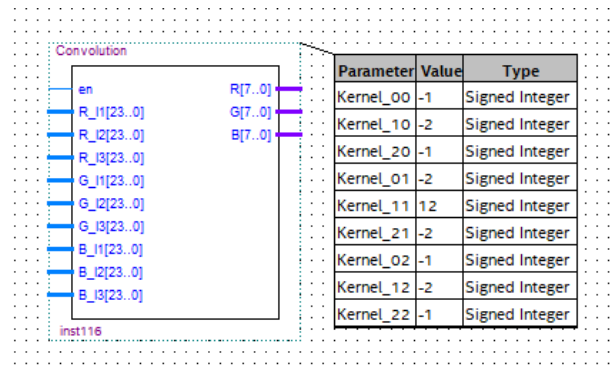 Convolution
en
R_I1[23..0]
R_I2[23..0]
R_I3[23..0]
G_I1[23..0]
G_I2[23..0]
G_I3[23..0]
B_I1[23..0]
B_I2[23..0]
B_I3[23..0]
R[7..0]
G[7..0]
B[7..0]
inst116
Parameter Value Type
Kernel_00 -1 Signed Integer
Kernel_10 -2 Signed Integer
Kernel_20 -1 Signed Integer
Kernel_01 -2 Signed Integer
Kernel_11 12 Signed Integer
Kernel_21 -2 Signed Integer
Kernel_02 -1 Signed Integer
Kernel_12 -2 Signed Integer
Kernel_22 -1 Signed Integer